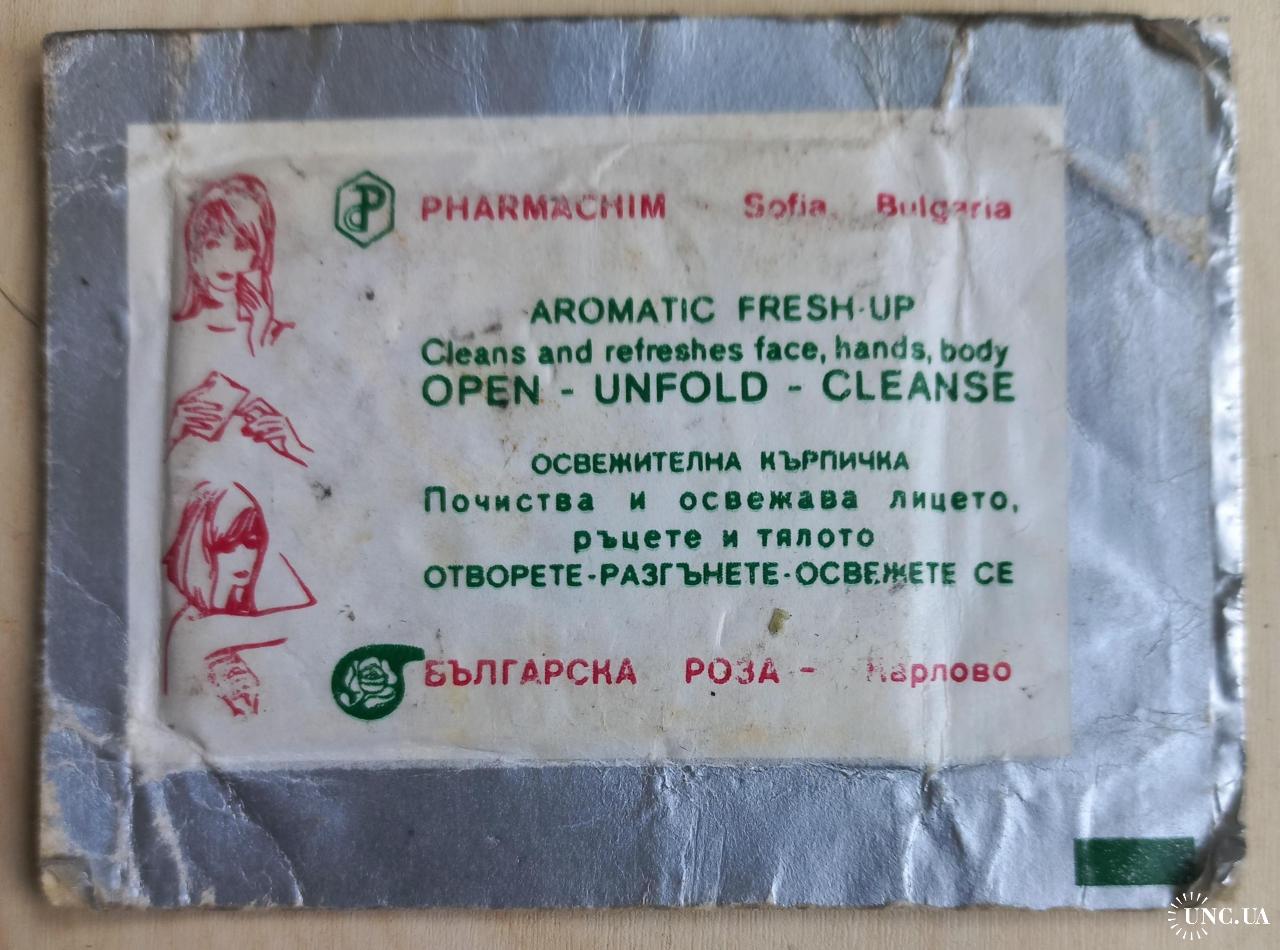 PHARMACHIM Sofia, Bulgaria
AROMATIC FRESH-UP
Cleans and refreshes face, hands, body
OPEN - UNFOLD - CLEANSE
ОСВЕЖИТЕЛНА КЪРПИЧКА
Почиства и освежава лицето,
ръцете и тялото
ОТВОРЕТЕ-РАЗГЪНЕТЕ-ОСВЕЖЕТЕ СЕ
БЪЛГАРСКА РОЗА - Карлово
UNC.UA